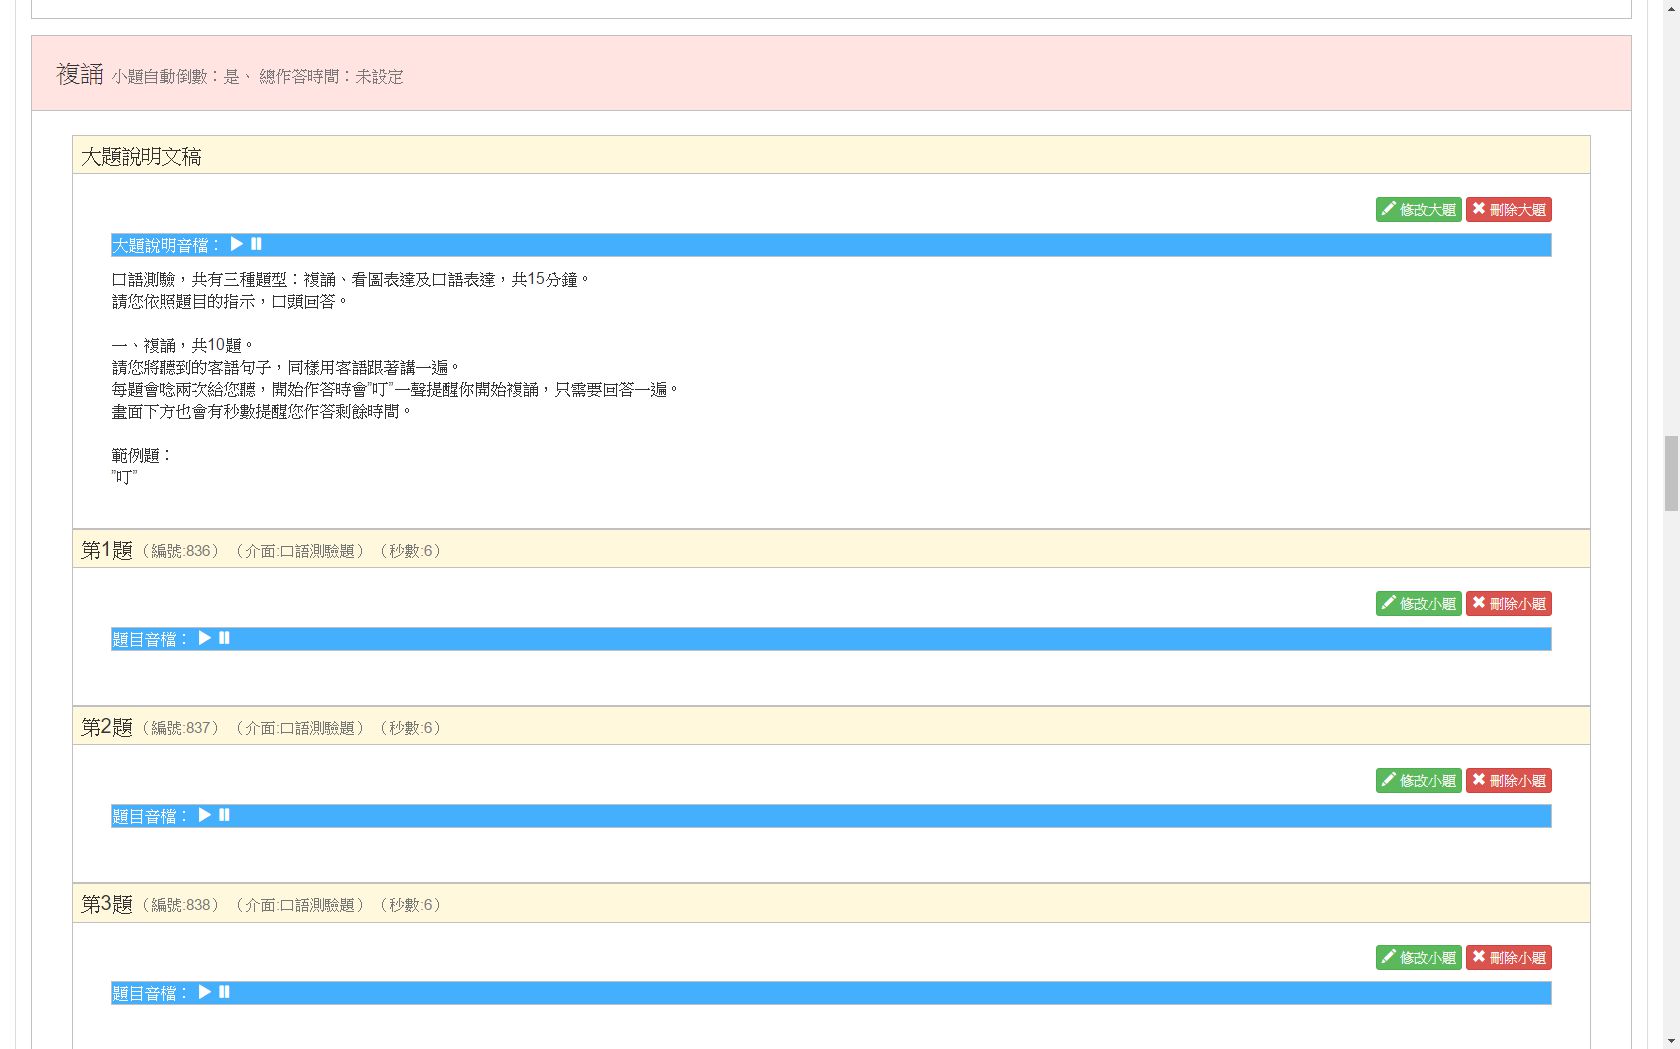 複誦 小題自動倒數：是、 總作答時間：未設定
大題說明文稿
修改大題 刪除大題
大題說明音檔：
口語測驗，共有三種題型：複誦、看圖表達及口語表達，共15分鐘。
請您依照題目的指示，口頭回答。
一、複誦，共10題。
請您將聽到的客語句子，同樣用客語跟著講一遍。
每題會唸兩次給您聽，開始作答時會”叮”一聲提醒你開始複誦，只需要回答一遍。
畫面下方也會有秒數提醒您作答剩餘時間。
範例題：
”叮”
第1題（編號:836）（介面:口語測驗題）（秒數:6）
修改小題 刪除小題
題目音檔：
第2題（編號:837）（介面:口語測驗題）（秒數:6）
修改小題 刪除小題
題目音檔：
第3題（編號:838）（介面:口語測驗題）（秒數:6）
修改小題 刪除小題
題目音檔：